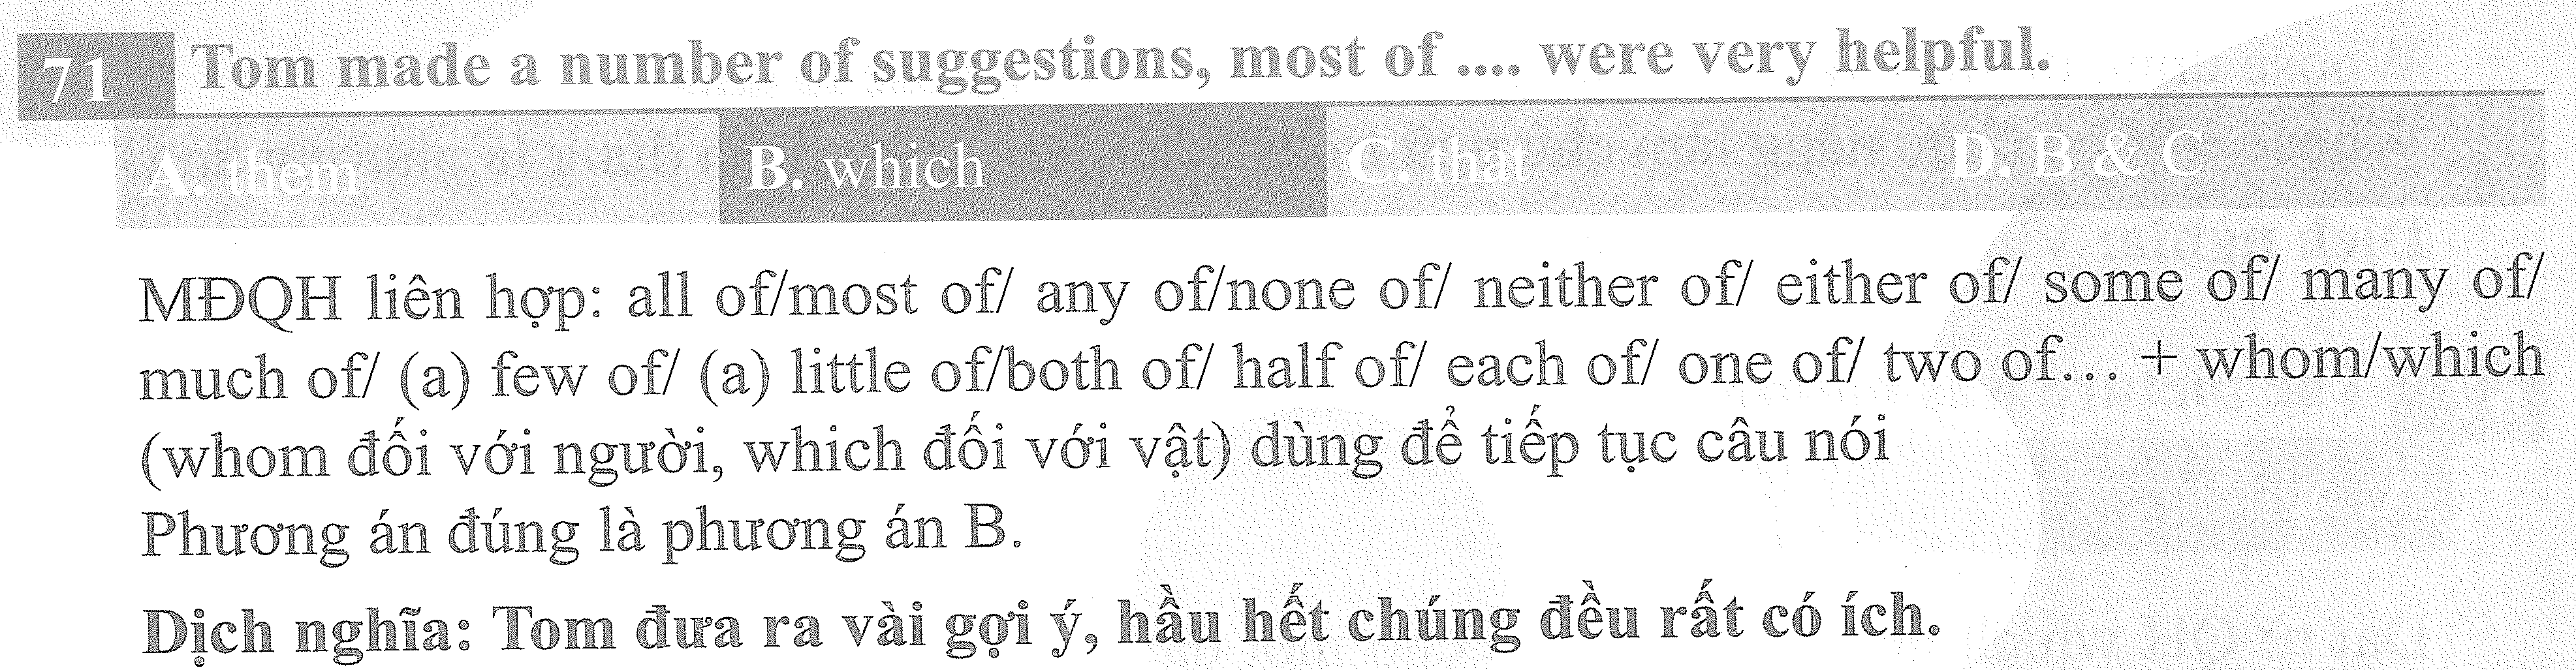 71 Tom made a number of suggestions, most of .... were very helpful.
A. them B. which C. that D. B & C
MĐQH liên hợp: all of/most of/ any of/none of/ neither of/ either of/ some of/ many of/
much of/ (a) few of/ (a) little of/both of/ half of/ each of/ one of/ two of… + whom/which
(whom đối với người, which đối với vật) dùng để tiếp tục câu nói
Phương án đúng là phương án B.
Dịch nghĩa: Tom đưa ra vài gợi ý, hầu hết chúng đều rất có ích.